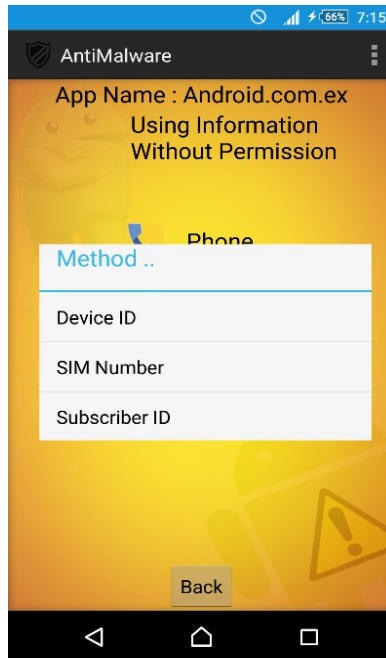 66% 7:15
AntiMalware
App Name : Android.com.ex
Using Information
Without Permission
Phone
Method ..
Device ID
SIM Number
Subscriber ID
Back